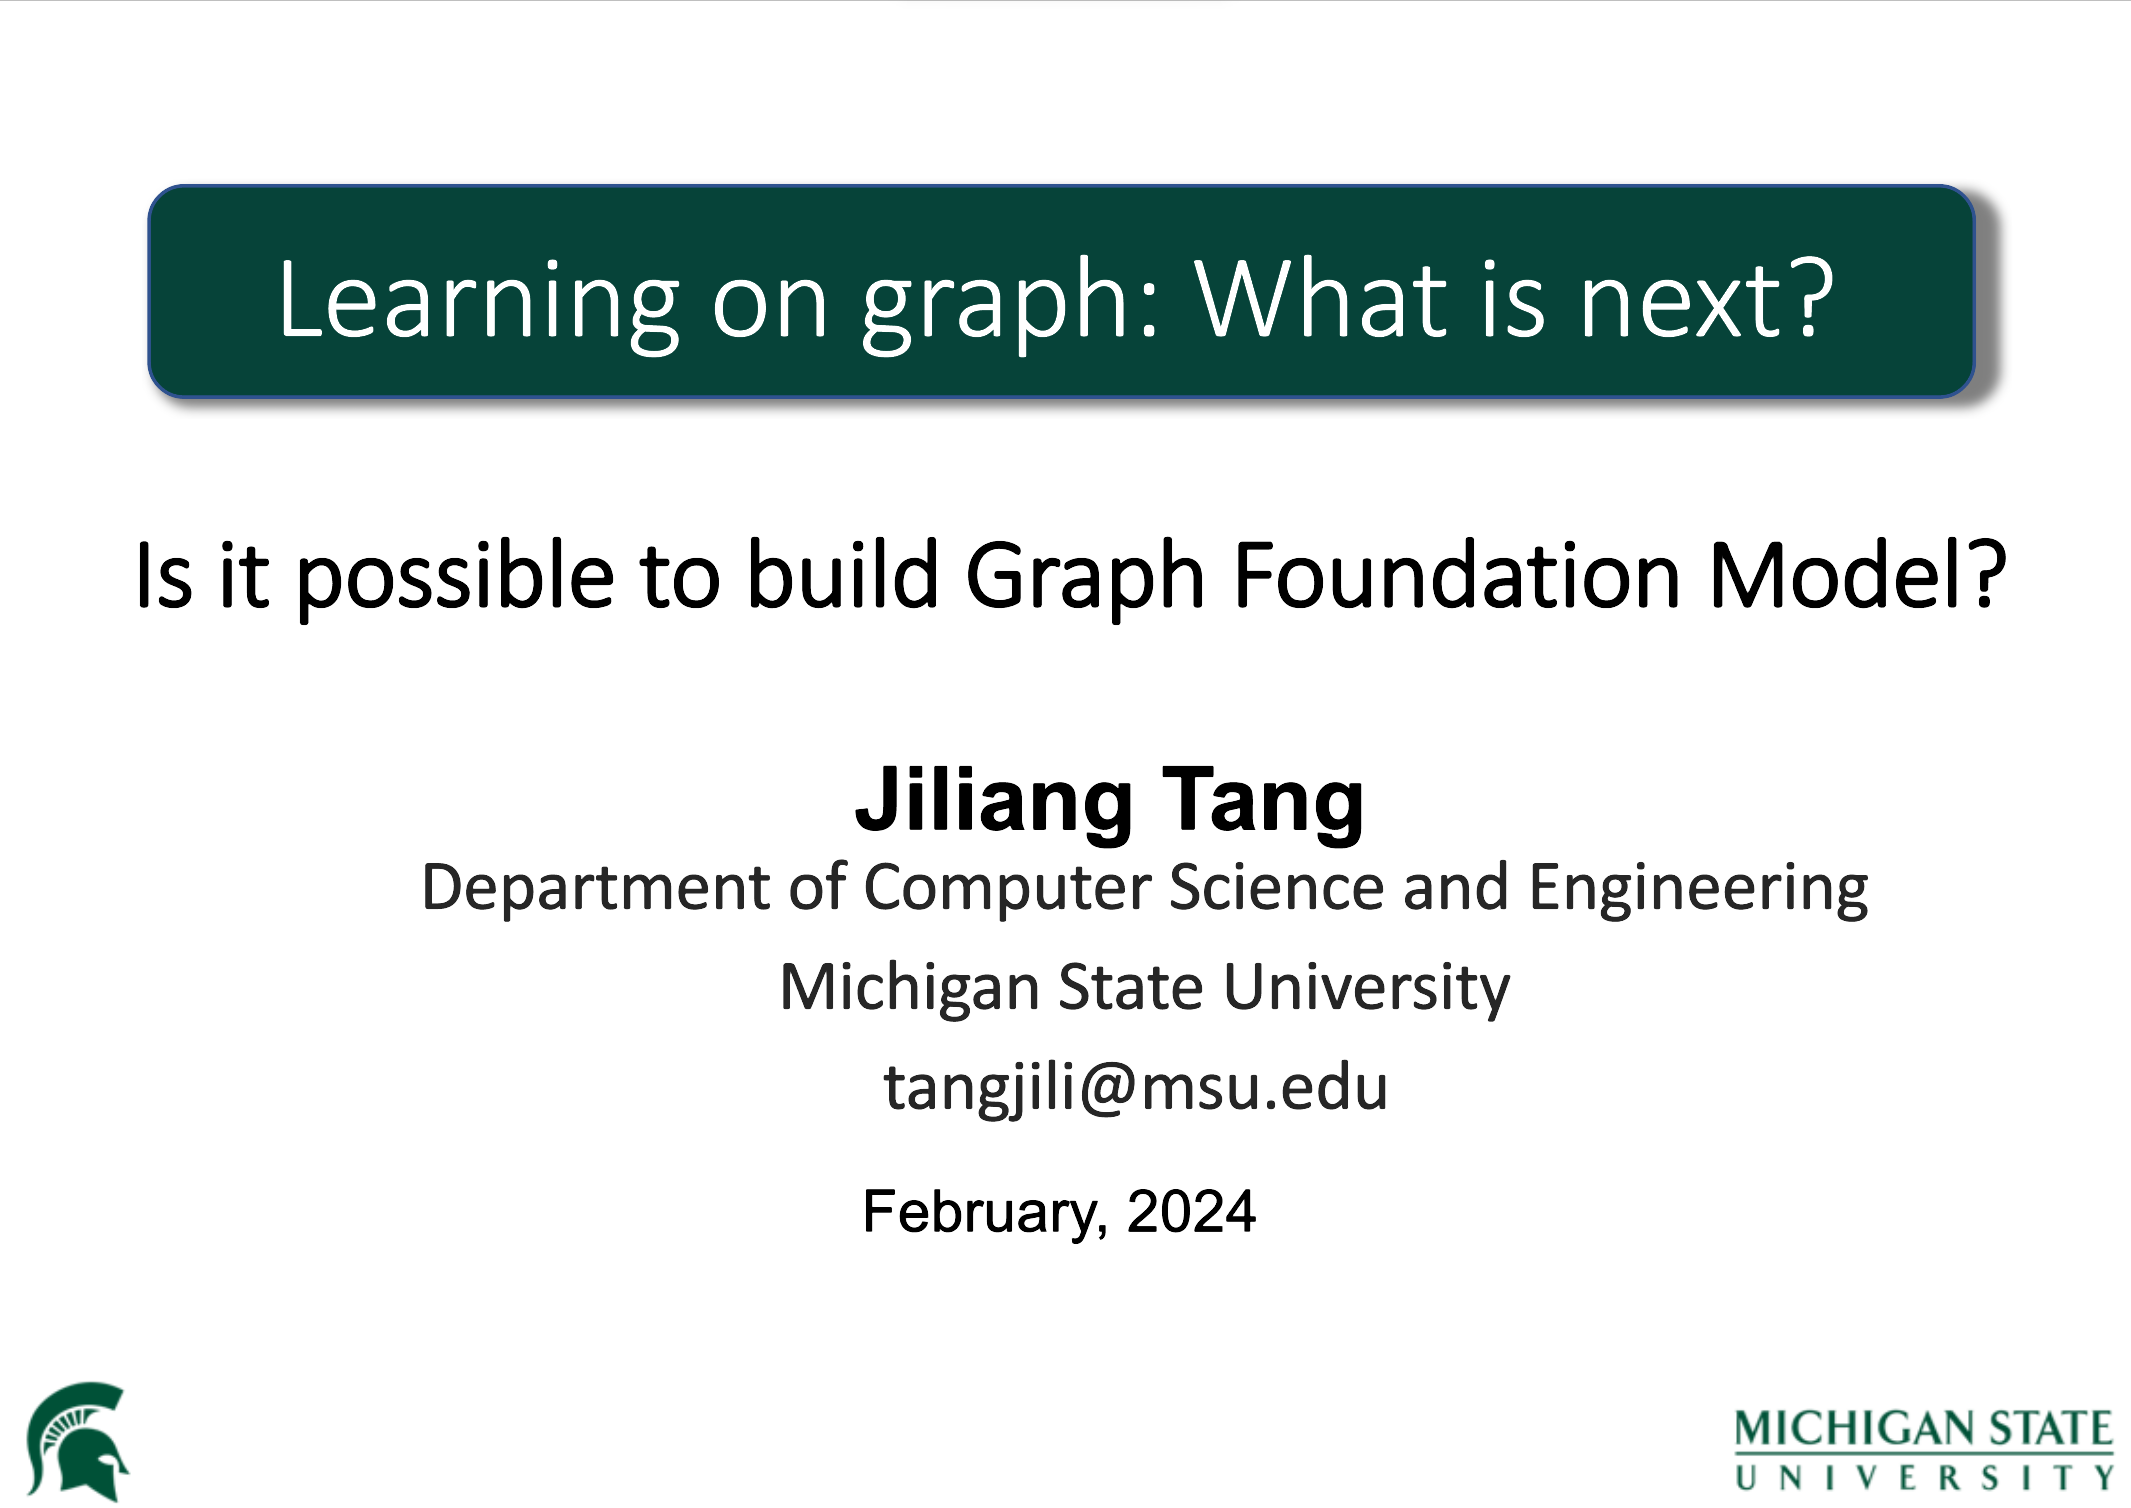 Learning on graph: What is next?
Is it possible to build Graph Foundation Model?
Jiliang Tang
Department of Computer Science and Engineering
Michigan State University
tangjili@msu.edu
February, 2024
MICHIGAN STATE
UNIVERSITY